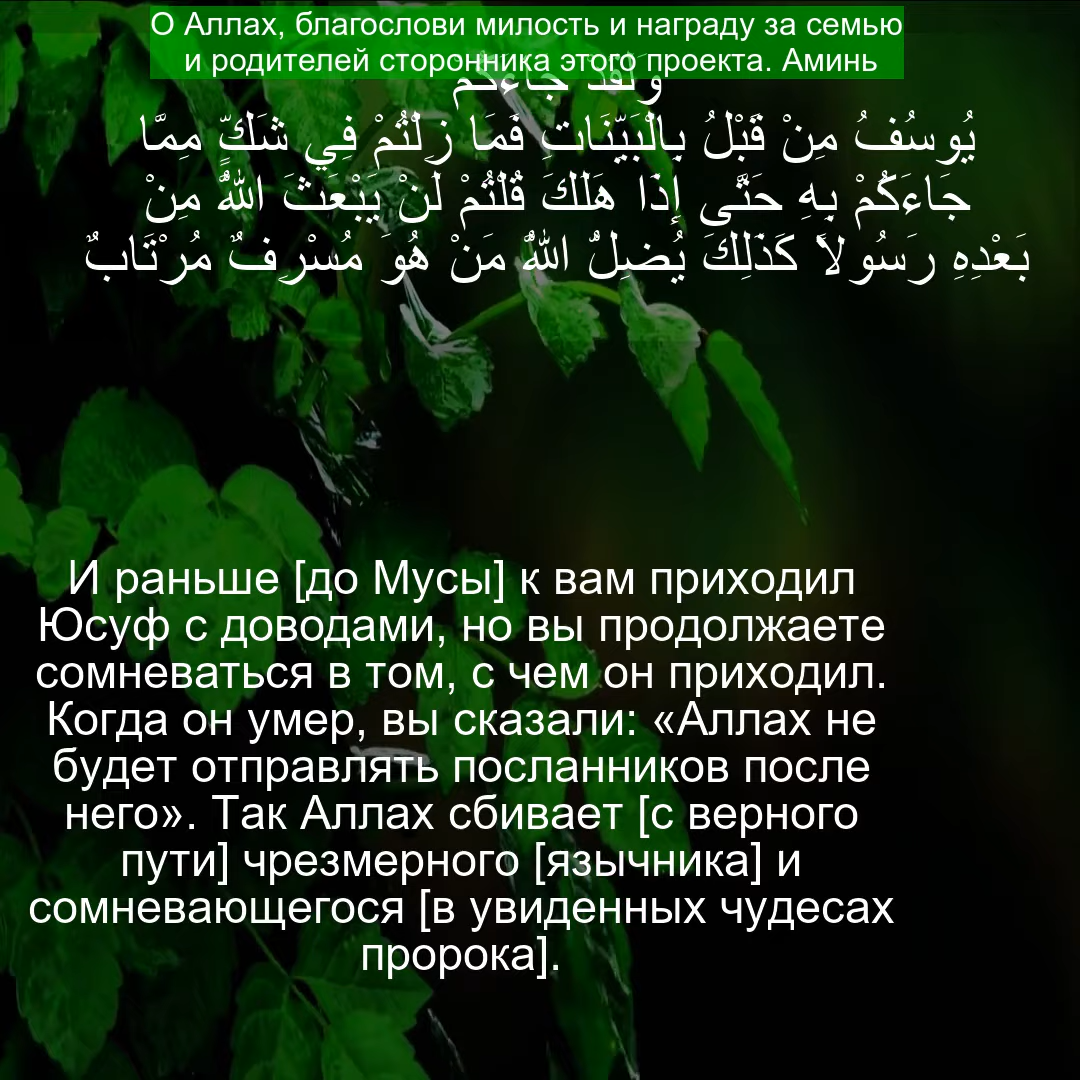 О Аллах, благослови милость и награду за семью
и родителей сторонника этого проекта. Аминь
وَلَقَدْ جَاءَكُمْ
يُوسُفُ مِنْ قَبْلُ بِالْبَيِّنَاتِ فَمَا زِلْتُمْ فِي شَكٍّ مِمَّا
جَاءَكُمْ بِهِ حَتَّى إِذَا هَلَكَ قُلْتُمْ لَنْ يَبْعَثَ اللَّهُ مِنْ
بَعْدِهِ رَسُولاً كَذَلِكَ يُضِلُّ اللَّهُ مَنْ هُوَ مُسْرِفٌ مُرْتَابٌ
И раньше [до Мусы] к вам приходил
Юсуф с доводами, но вы продолжаете
сомневаться в том, с чем он приходил.
Когда он умер, вы сказали: «Аллах не
будет отправлять посланников после
него». Так Аллах сбивает [с верного
пути] чрезмерного [язычника] и
сомневающегося [в увиденных чудесах
пророка].